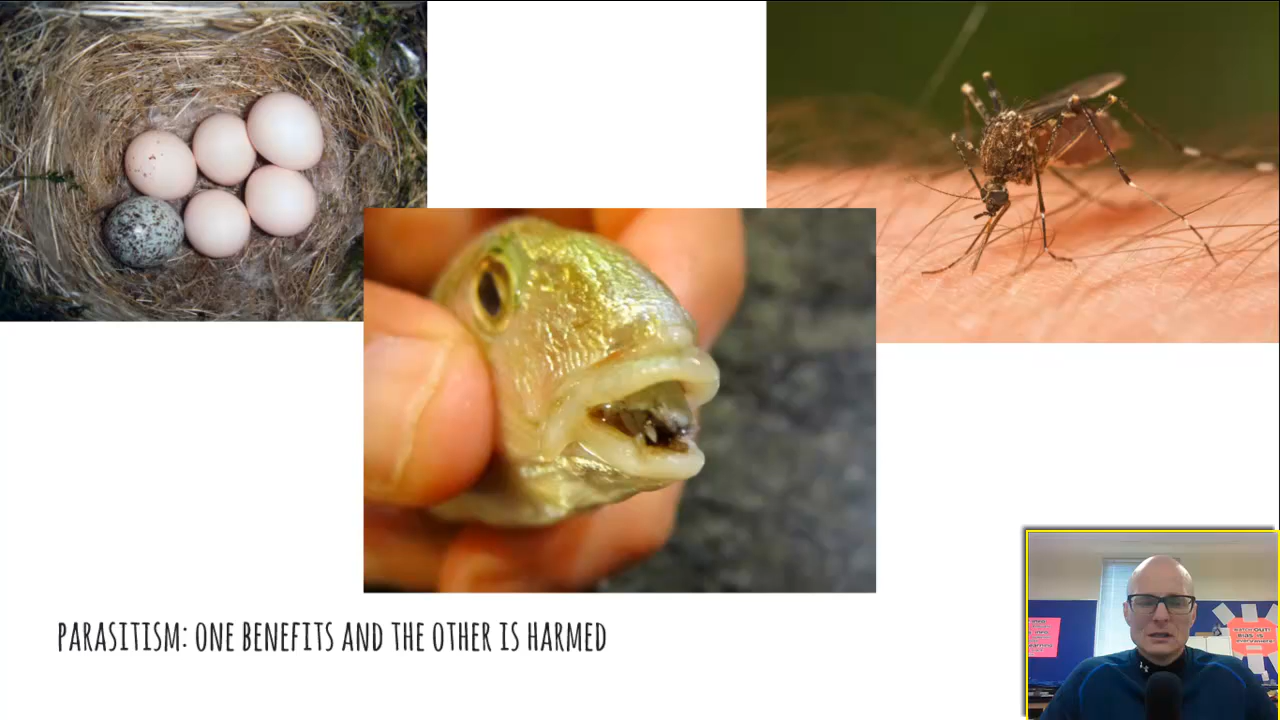 PARASITISM: ONE BENEFITS AND THE OTHER IS HARMED